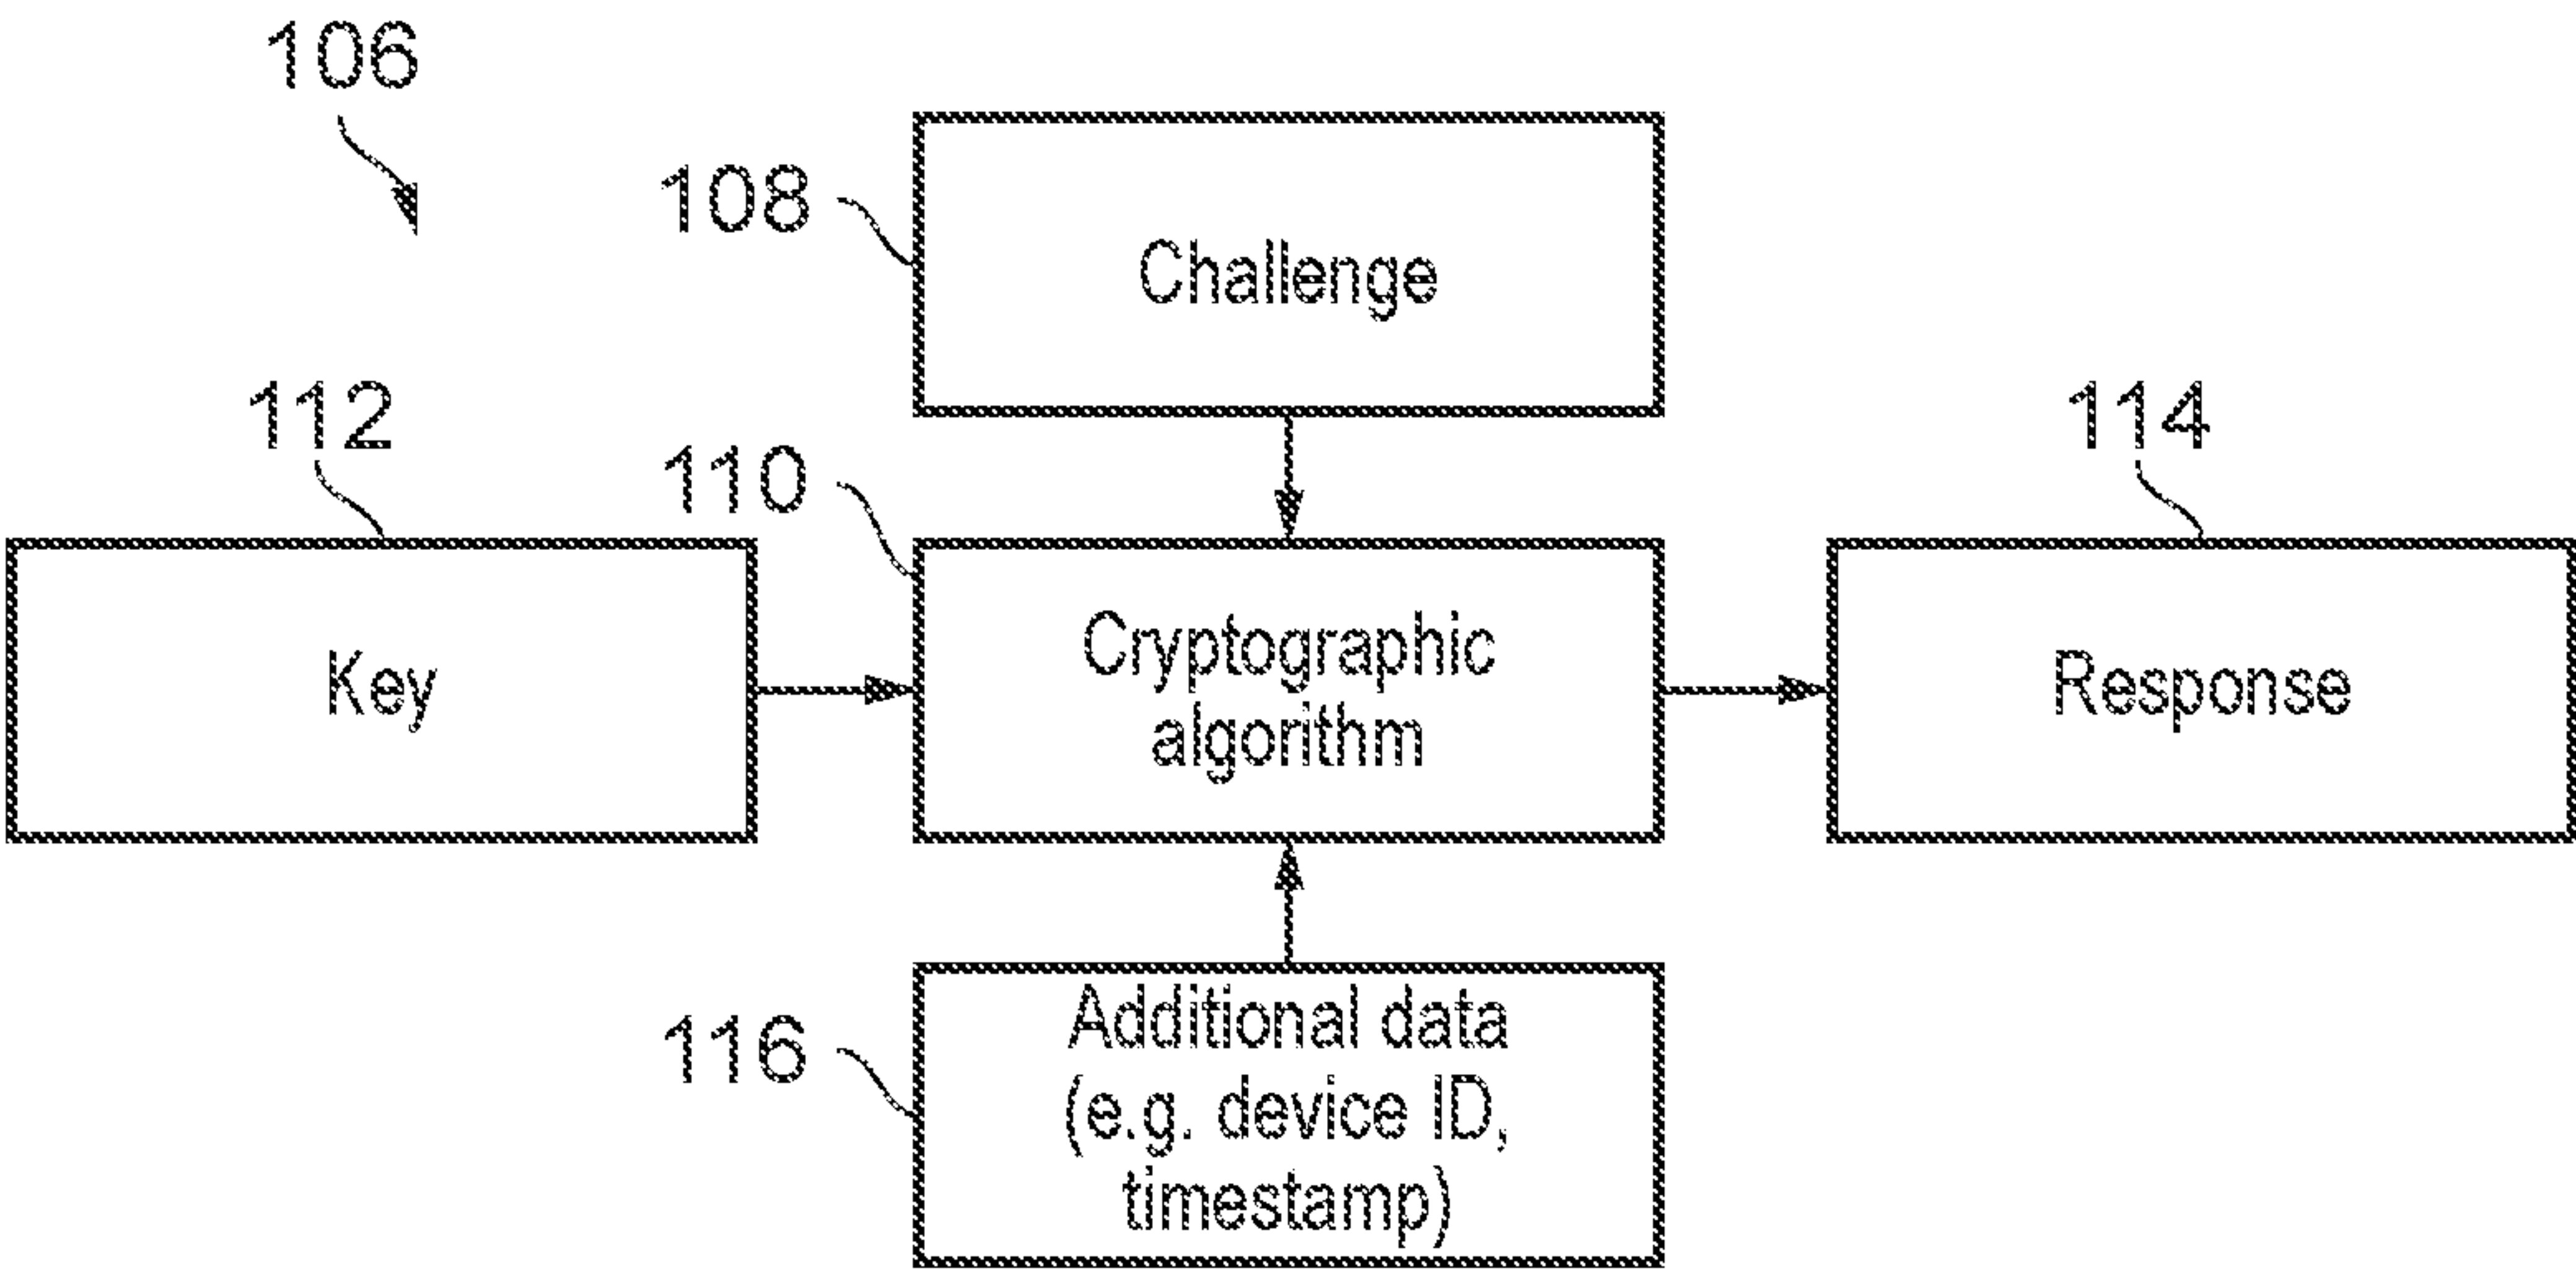 106
108
Challenge
112
110
114
Key
Cryptographic
algorithm
Response
116
Additional data
(e.g. device ID,
timestamp)